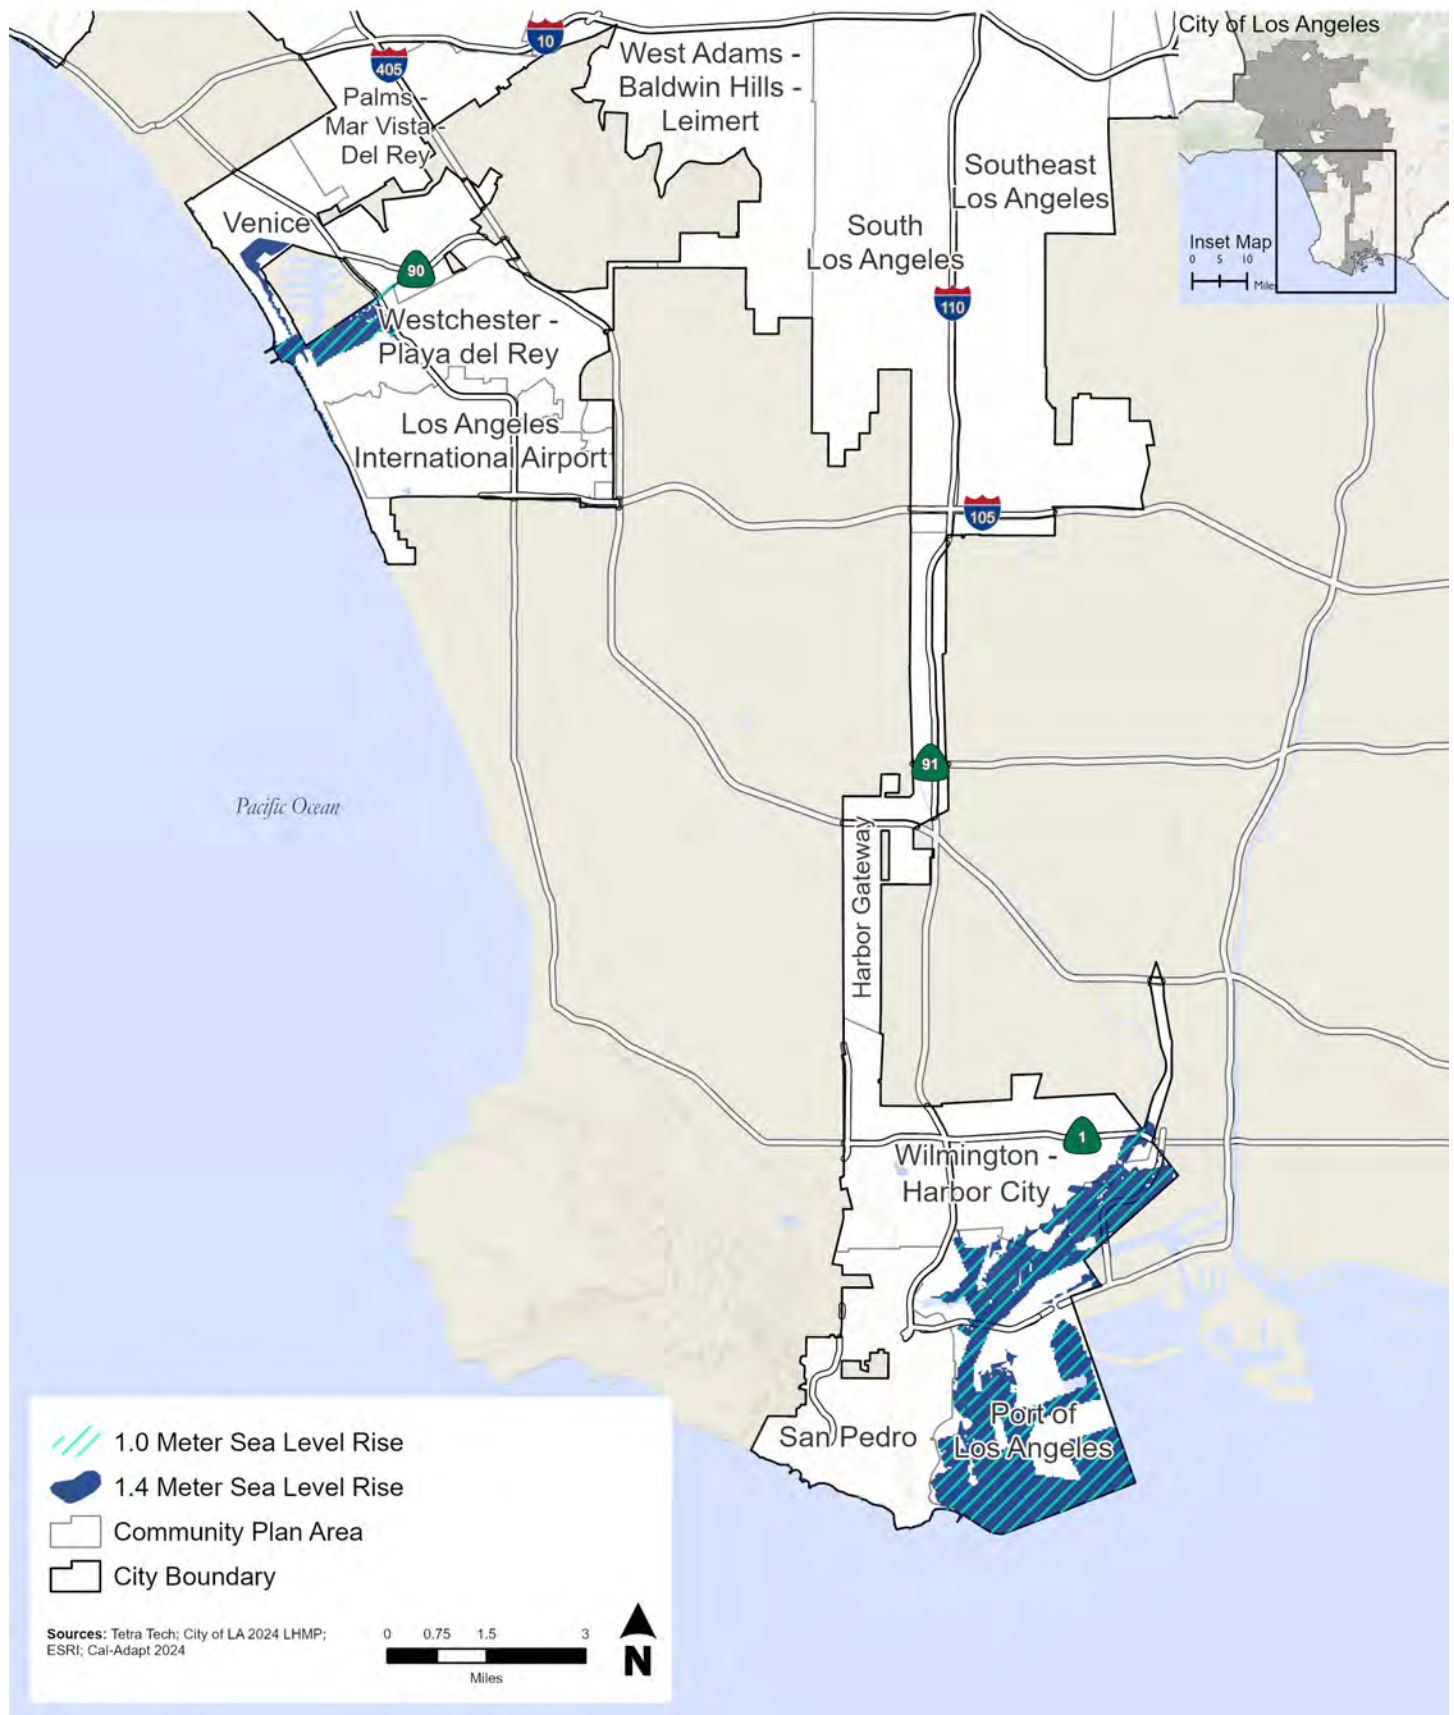 City of Los Angeles
10
405
West Adams -
Baldwin Hills -
Leimert
Palms -
Mar Vista -
Del Rey
Southeast
Los Angeles
Venice
South
Los Angeles
Inset Map
0 5 10
Miles
90
110
Westchester -
Playa del Rey
Los Angeles
International Airport
105
91
Pacific Ocean
Harbor Gateway
1
Wilmington -
Harbor City
Port of
Los Angeles
San Pedro
1.0 Meter Sea Level Rise
1.4 Meter Sea Level Rise
Community Plan Area
City Boundary
Sources: Tetra Tech; City of LA 2024 LHMP;
ESRI; Cal-Adapt 2024
0 0.75 1.5 3
Miles
N